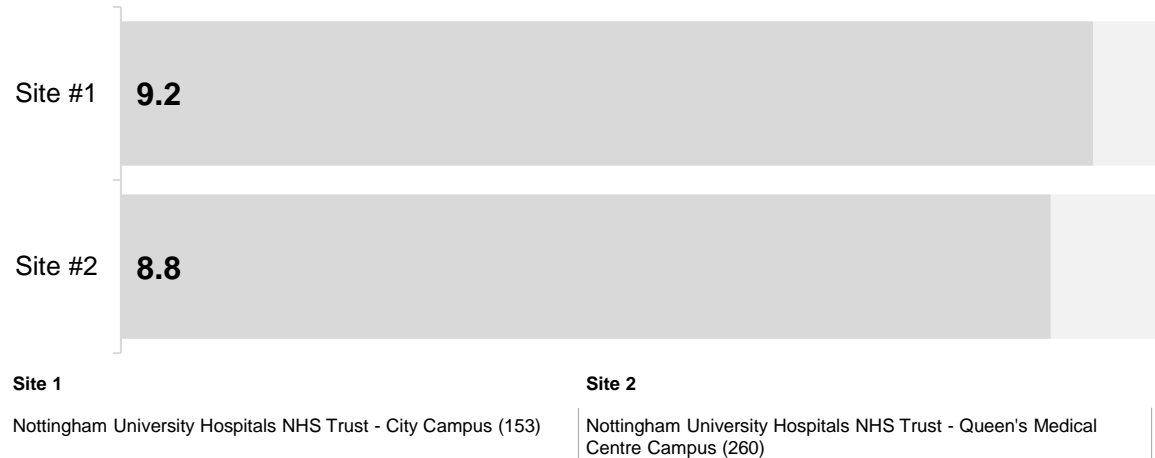 Site #1 9.2
Site #2 8.8
Site 1
Nottingham University Hospitals NHS Trust - City Campus (153)
Site 2
Nottingham University Hospitals NHS Trust - Queen's Medical
Centre Campus (260)